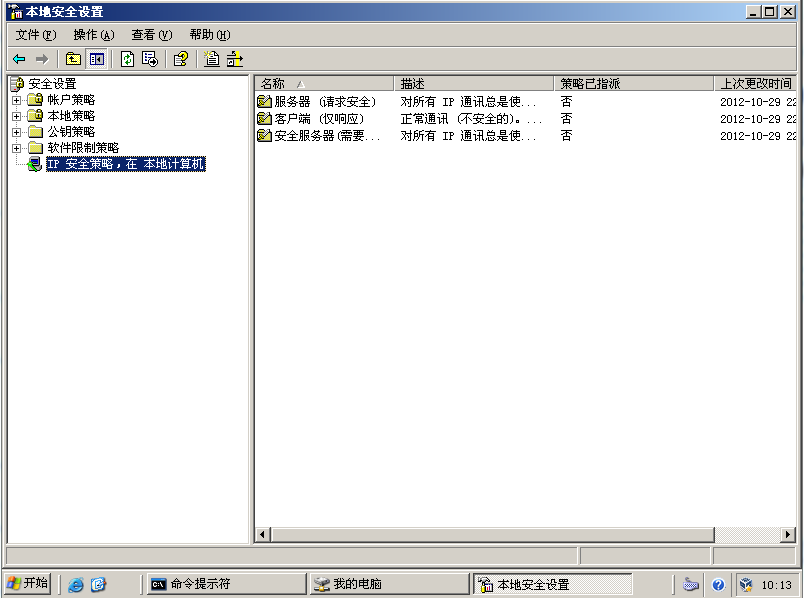 本地安全设置
文件(F) 操作(A) 查看(V) 帮助(H)
安全设置
帐户策略
本地策略
公钥策略
软件限制策略
IP 安全策略，在 本地计算机
名称 描述 策略已指派 上次更改时间
服务器 (请求安全) 对所有 IP 通讯总是使... 否 2012-10-29 22
客户端 (仅响应) 正常通讯 (不安全的)。... 否 2012-10-29 22
安全服务器(需要... 对所有 IP 通讯总是使... 否 2012-10-29 22
开始 命令提示符 我的电脑 本地安全设置 10:13